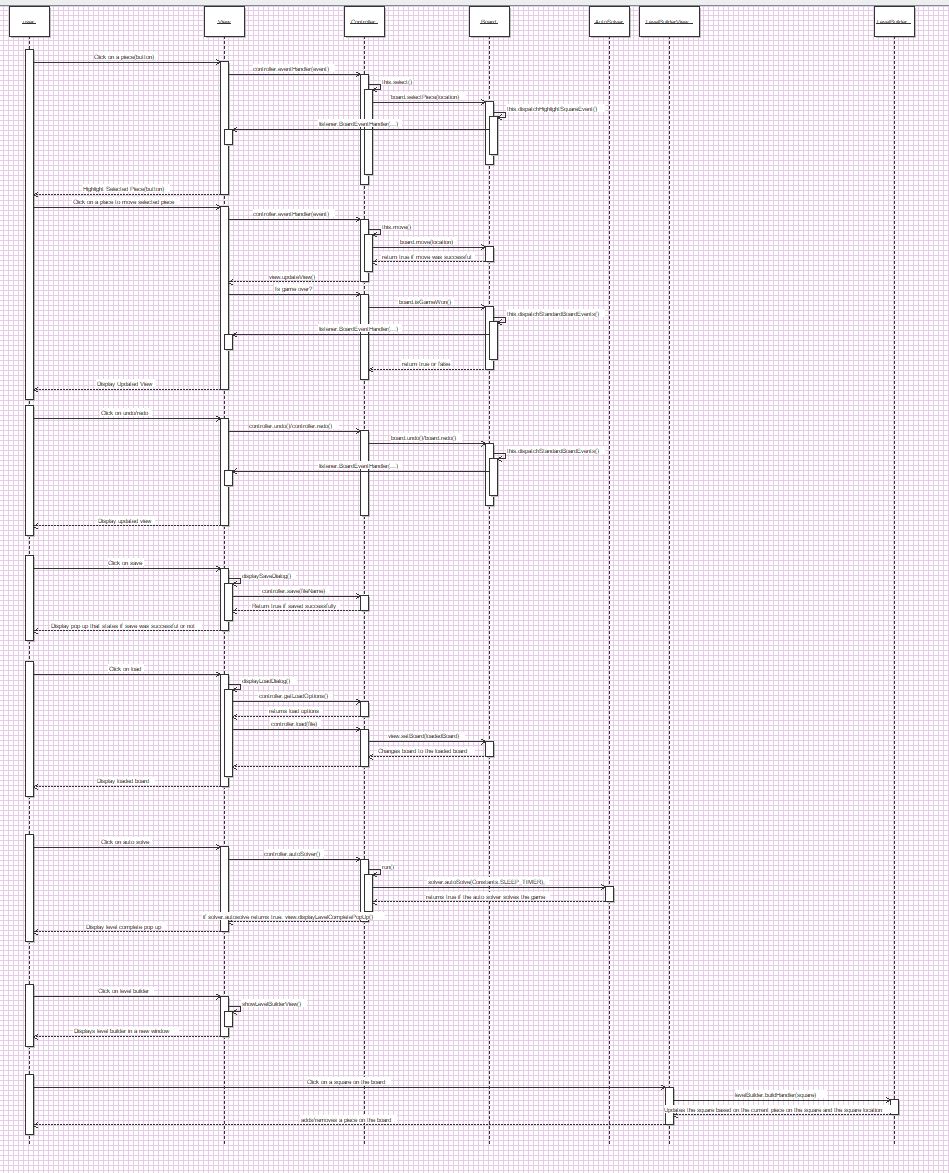 user
View
Controller
Board
AutoSolver
LevelBuilderView
LevelBuilder
Click on a piece(button)
controller.eventHandler(event)
this.select()
board.selectPiece(location)
this.dispatchHighlightSquareEvent()
listener.BoardEventHandler(...)
Highlight Selected Piece(button)
Click on a place to move selected piece
controller.eventHandler(event)
this.move()
board.move(location)
return true if move was successful
view.updateView()
Is game over?
board.isGameWon()
this.dispatchStandardBoardEvents()
listener.BoardEventHandler(...)
return true or false
Display Updated View
Click on undo/redo
controller.undo()/controller.redo()
board.undo()/board.redo()
this.dispatchStandardBoardEvents()
listener.BoardEventHandler(...)
Display updated view
Click on save
displaySaveDialog()
controller.save(fileName)
Return true if saved successfully
Display pop up that states if save was successful or not
Click on load
displayLoadDialog()
controller.getLoadOptions()
returns load options
controller.load(file)
view.setBoard(loadedBoard)
Changes board to the loaded board
Display loaded board
Click on auto solve
controller.autoSolver()
run()
solver.autoSolve(Constants.SLEEP_TIMER)
returns true if the auto solver solves the game
if solver.autosolve returns true, view.displayLevelCompletePopUp()
Display level complete pop up
Click on level builder
showLevelBuilderView()
Displays level builder in a new window
Click on a square on the board
levelBuilder.buildHandler(square)
Updates the square based on the current piece on the square and the square location
adds/removes a piece on the board